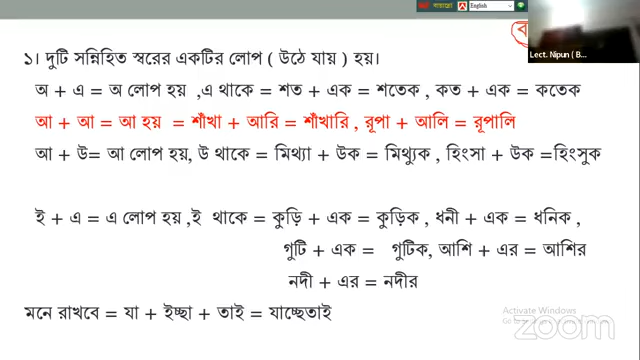 English
১। দুটি সন্নিহিত স্বরের একটির লোপ ( উঠে যায় ) হয়।
Lect. Nipun ( B...
অ + এ = অ লোপ হয় ,এ থাকে = শত + এক = শতেক , কত + এক = কতেক
আ + আ = আ হয় = শাঁখা + আরি = শাঁখারি , রূপা + আলি = রূপালি
আ + উ= আ লোপ হয়, উ থাকে = মিথ্যা + উক = মিথ্যুক , হিংসা + উক =হিংসুক
ই + এ = এ লোপ হয় ,ই থাকে = কুড়ি + এক = কুড়িক , ধনী + এক = ধনিক ,
গুটি + এক = গুটিক, আশি + এর = আশির
নদী + এর = নদীর
মনে রাখবে = যা + ইচ্ছা + তাই = যাচ্ছেতাই
Activate Windows
zoom